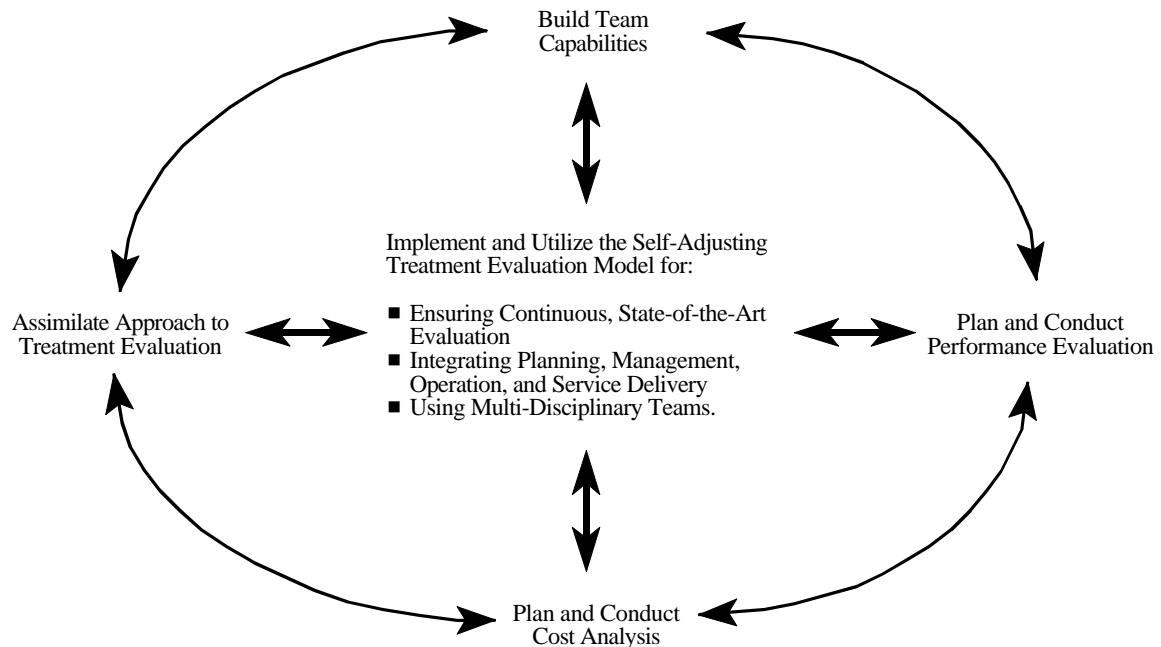 Build Team
Capabilities
Implement and Utilize the Self-Adjusting
Treatment Evaluation Model for:
■ Ensuring Continuous, State-of-the-Art
Evaluation
■ Integrating Planning, Management,
Operation, and Service Delivery
■ Using Multi-Disciplinary Teams.
Assimilate Approach to
Treatment Evaluation
Plan and Conduct
Performance Evaluation
Plan and Conduct
Cost Analysis